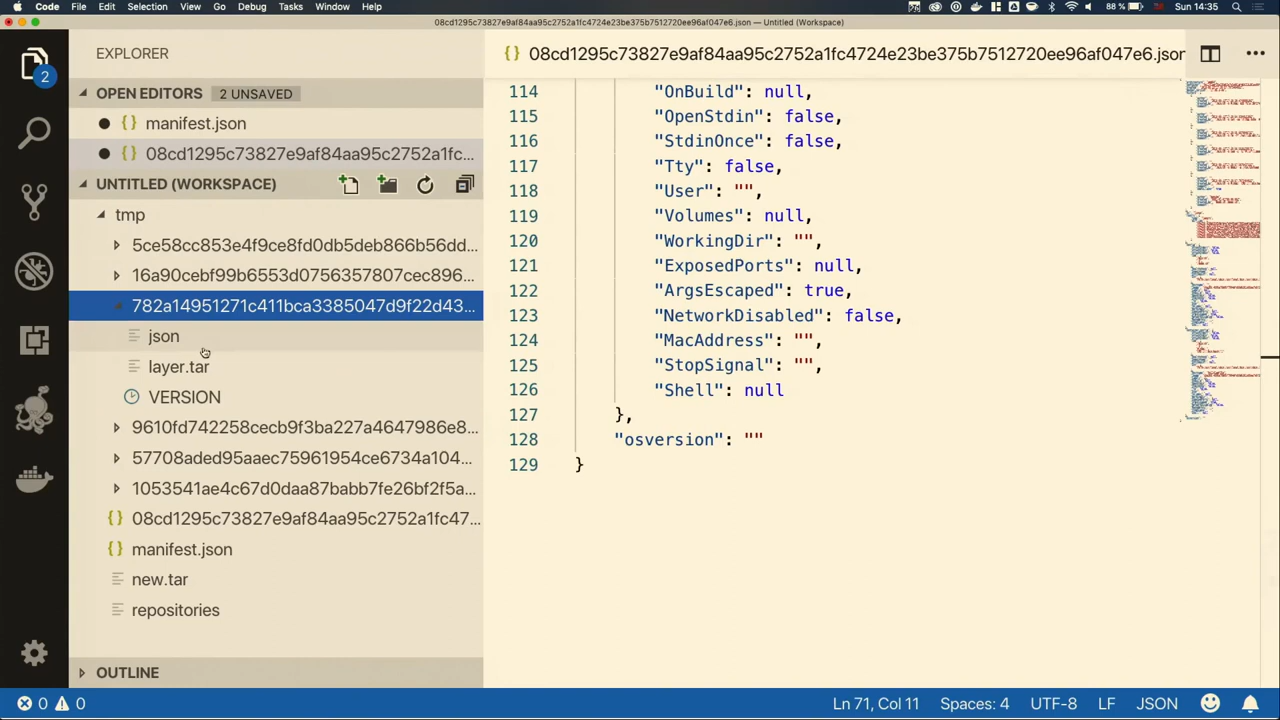 Code File Edit Selection View Go Debug Tasks Window Help 88 % Sun 14:35
08cd1295c73827e9af84aa95c2752a1fc4724e23be375b7512720ee96af047e6.json — Untitled (Workspace)
EXPLORER
08cd1295c73827e9af84aa95c2752a1fc4724e23be375b7512720ee96af047e6.json
OPEN EDITORS 2 UNSAVED
manifest.json
08cd1295c73827e9af84aa95c2752a1fc...
UNTITLED (WORKSPACE)
tmp
5ce58cc853e4f9ce8fd0db5deb866b56dd...
16a90cebf99b6553d0756357807cec896...
782a14951271c411bca3385047d9f22d43...
json
layer.tar
VERSION
9610fd742258cecb9f3ba227a4647986e8...
57708aded95aaec75961954ce6734a104...
1053541ae4c67d0daa87babb7fe26bf2f5a...
08cd1295c73827e9af84aa95c2752a1fc47...
manifest.json
new.tar
repositories
OUTLINE
2
114 "OnBuild": null,
115 "OpenStdin": false,
116 "StdinOnce": false,
117 "Tty": false,
118 "User": "",
119 "Volumes": null,
120 "WorkingDir": "",
121 "ExposedPorts": null,
122 "ArgsEscaped": true,
123 "NetworkDisabled": false,
124 "MacAddress": "",
125 "StopSignal": "",
126 "Shell": null
127 },
128 "osversion": ""
129 }
0 0 Ln 71, Col 11 Spaces: 4 UTF-8 LF JSON